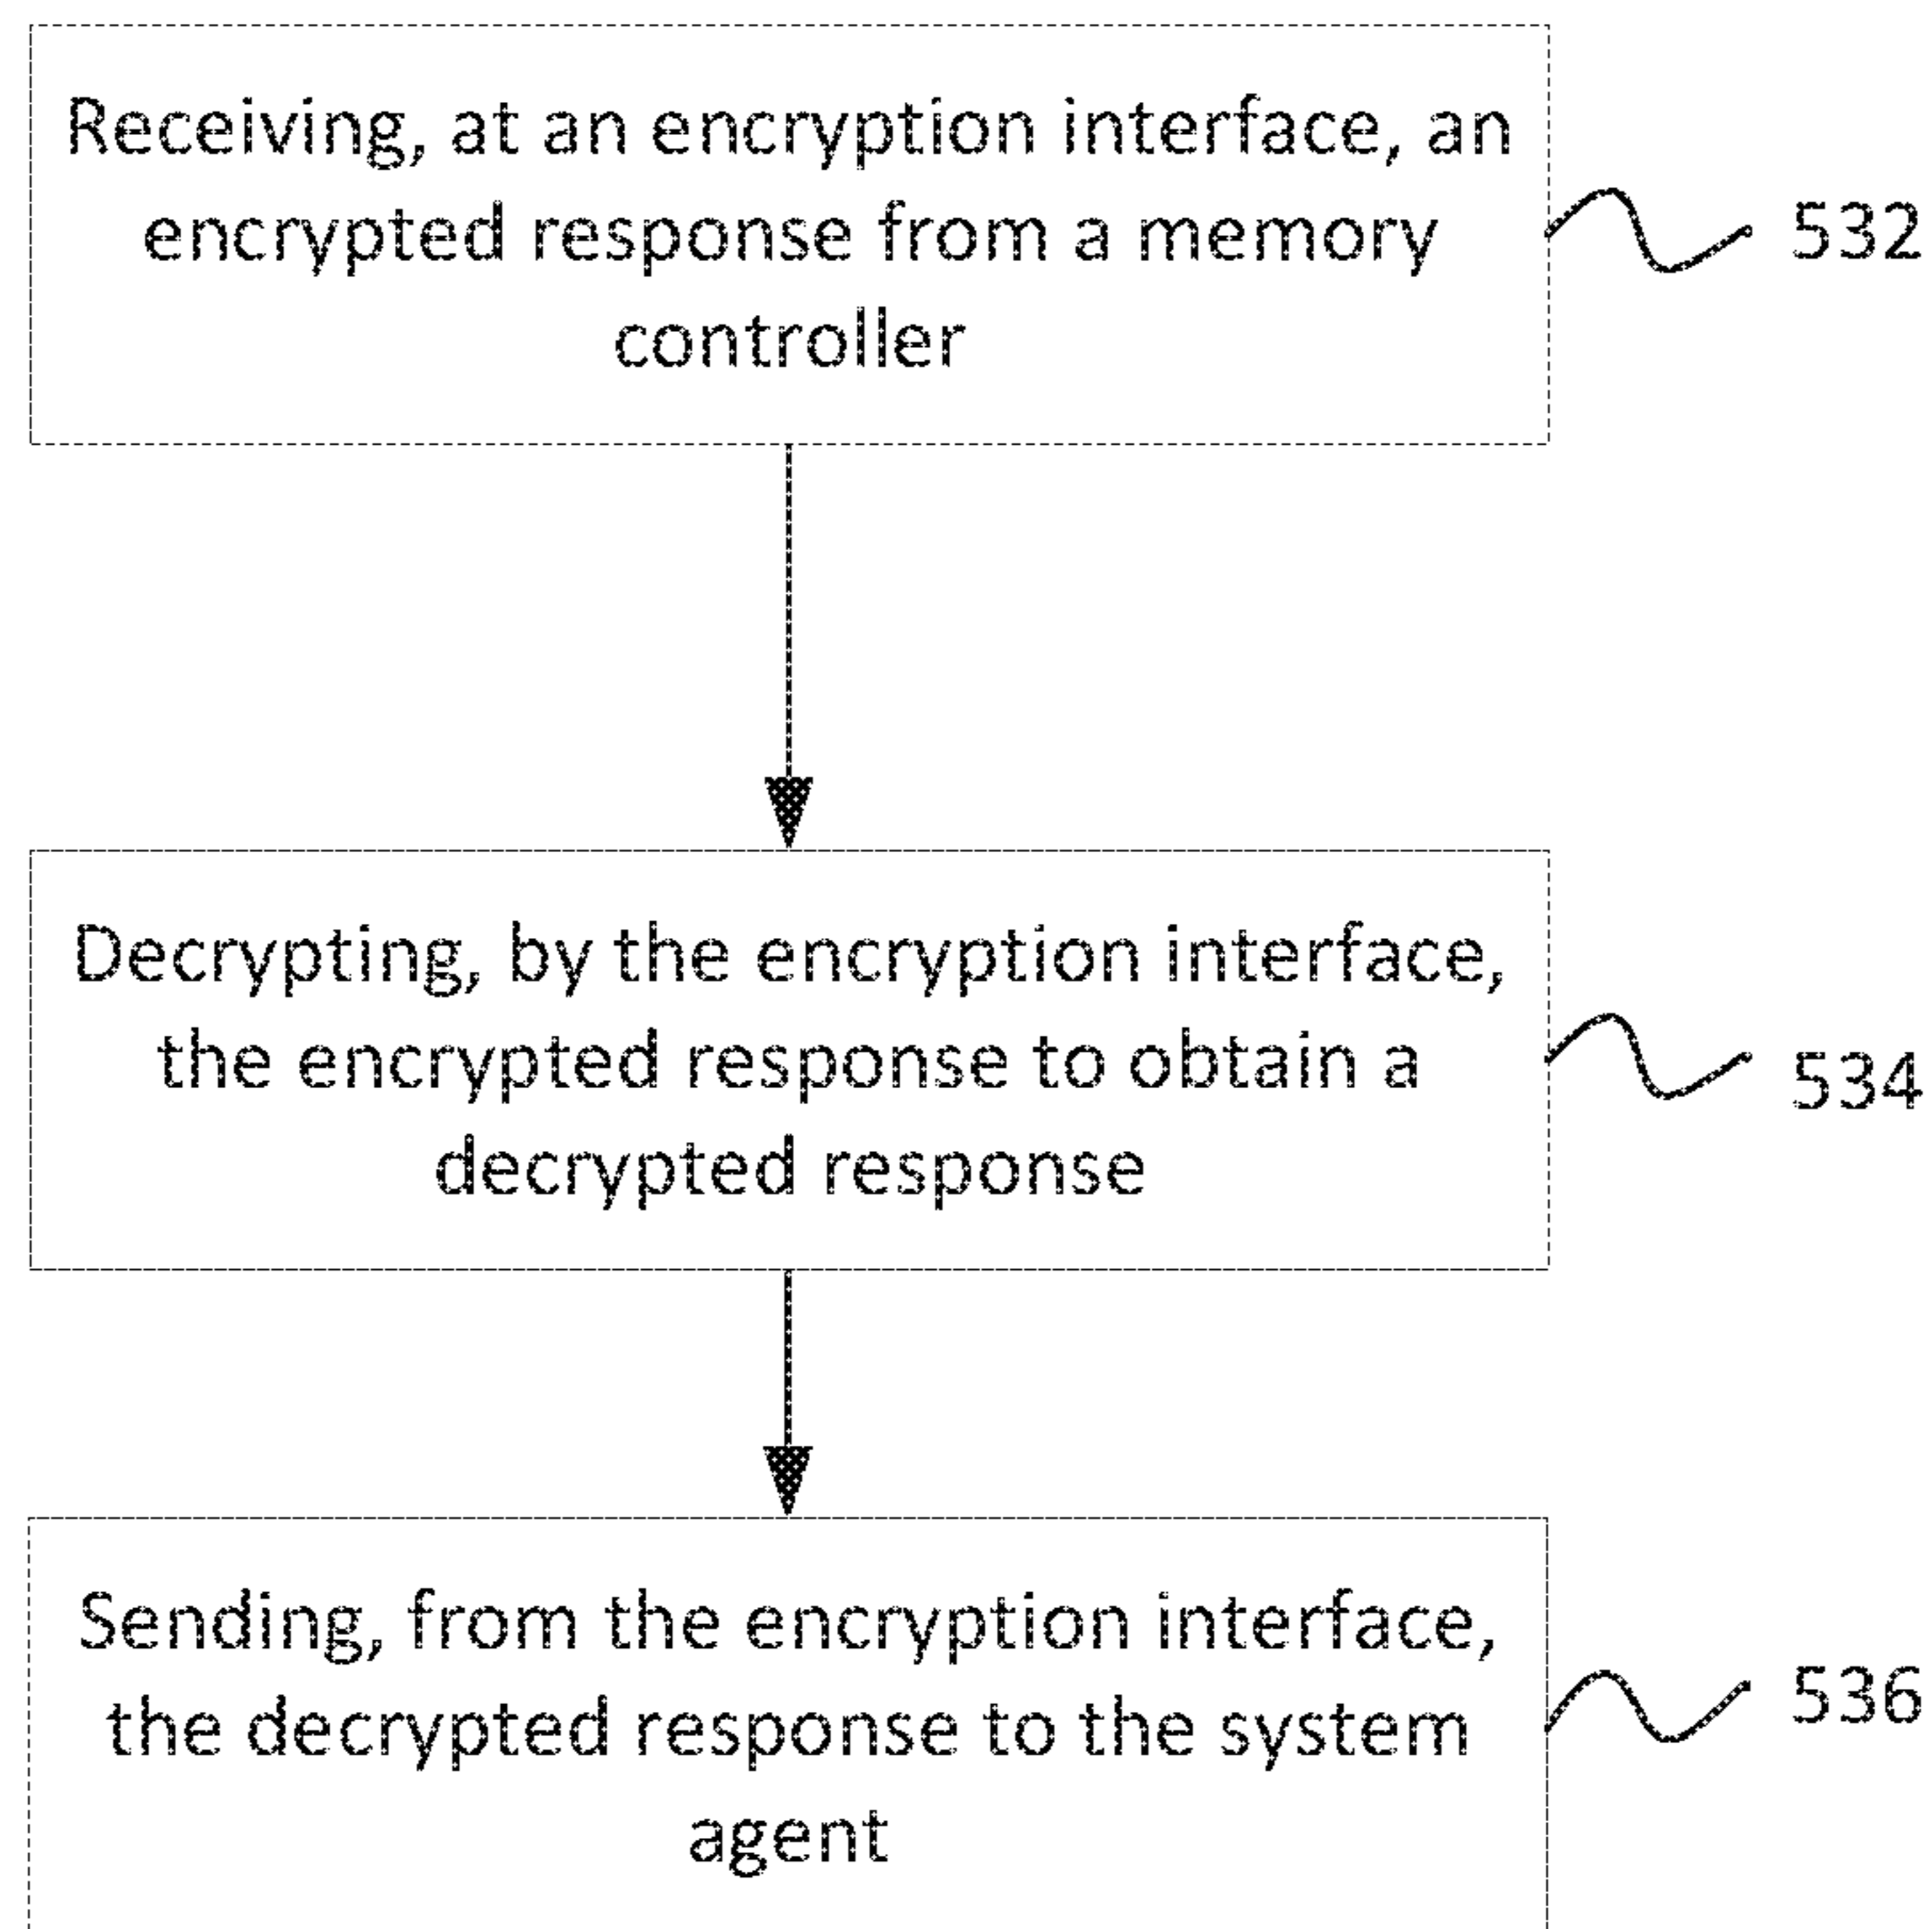 Receiving, at an encryption interface, an
encrypted response from a memory
controller
532
Decrypting, by the encryption interface,
the encrypted response to obtain a
decrypted response
534
Sending, from the encryption interface,
the decrypted response to the system
agent
536